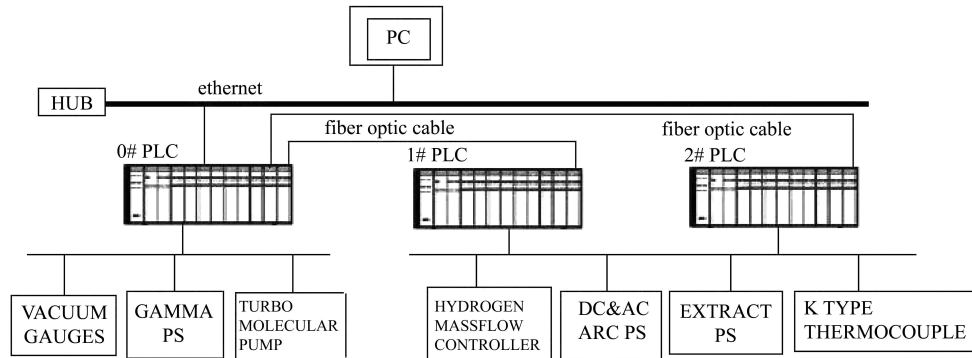 PC
HUB
ethernet
fiber optic cable
fiber optic cable
0# PLC
1# PLC
2# PLC
VACUUM
GAUGES
GAMMA
PS
TURBO
MOLECULAR
PUMP
HYDROGEN
MASSFLOW
CONTROLLER
DC&AC
ARC PS
EXTRACT
PS
K TYPE
THERMOCOUPLE